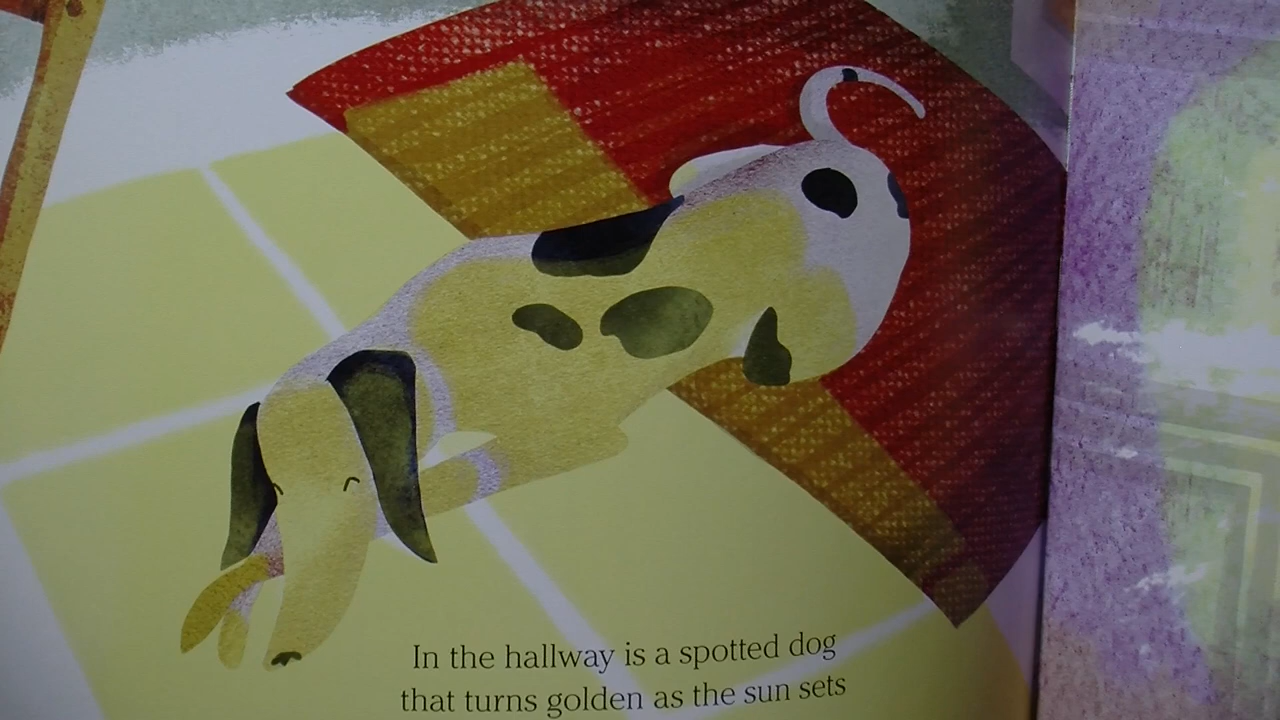 In the hallway is a spotted dog
that turns golden as the sun sets